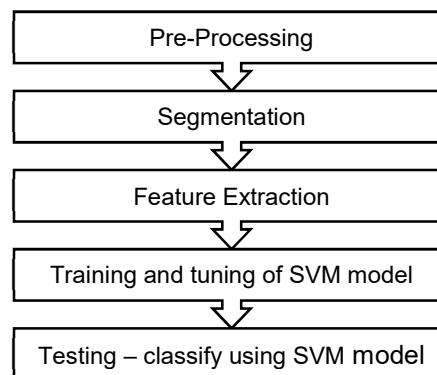 Pre-Processing
Segmentation
Feature Extraction
Training and tuning of SVM model
Testing – classify using SVM model